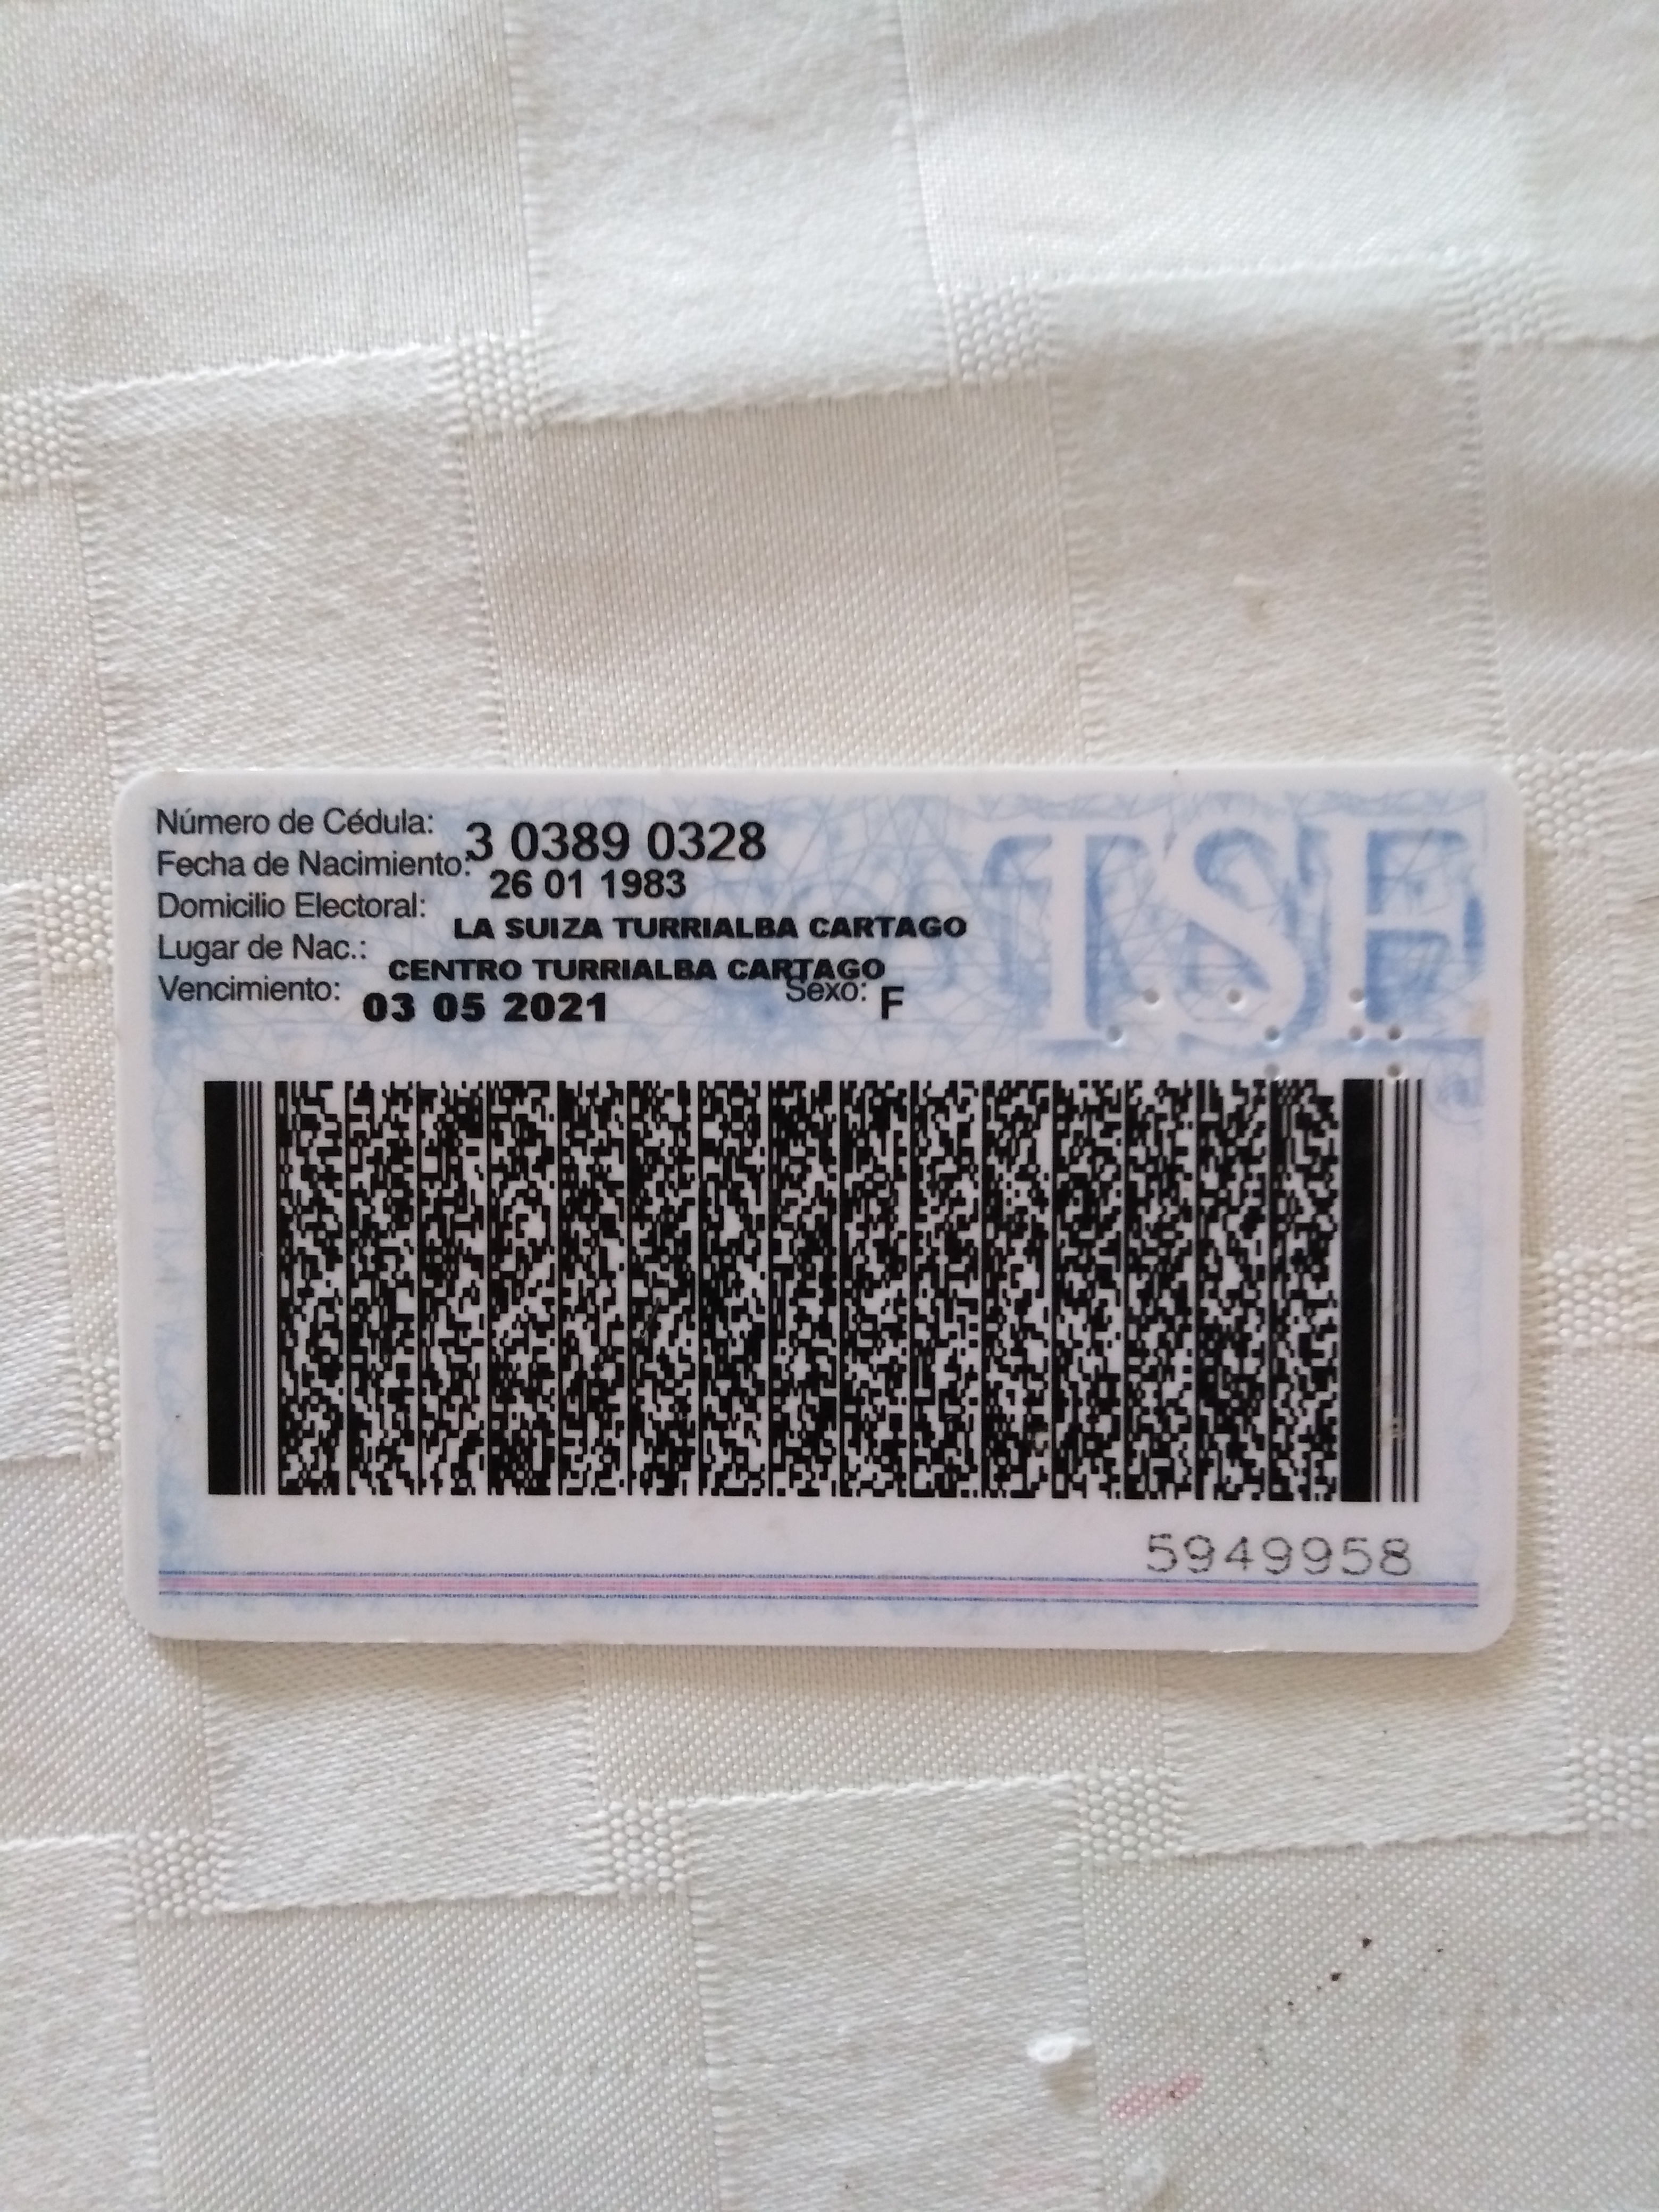 Número de Cédula: 3 0389 0328
Fecha de Nacimiento: 26 01 1983
Domicilio Electoral: LA SUIZA TURRIALBA CARTAGO
Lugar de Nac.: CENTRO TURRIALBA CARTAGO
Vencimiento: 03 05 2021 Sexo: F
TSE
5949958